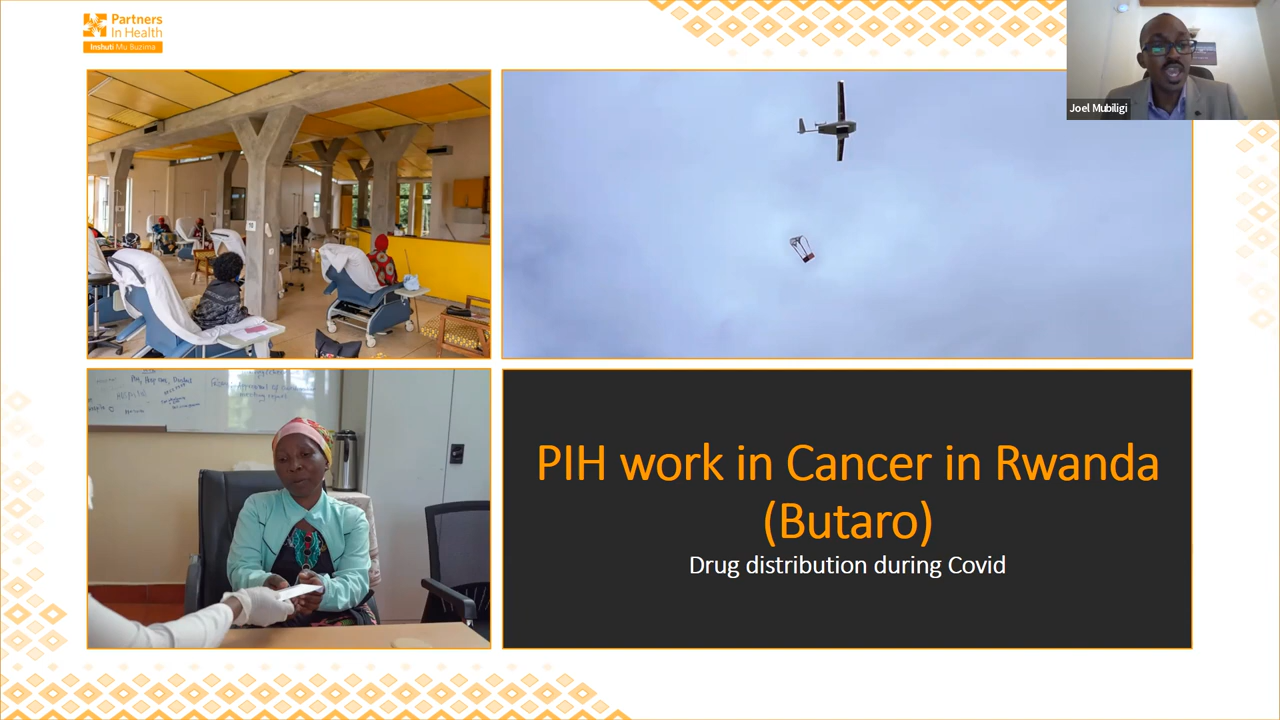 Partners
In Health
Inshuti Mu Buzima
Joel Mubiligi
PIH work in Cancer in Rwanda
(Butaro)
Drug distribution during Covid